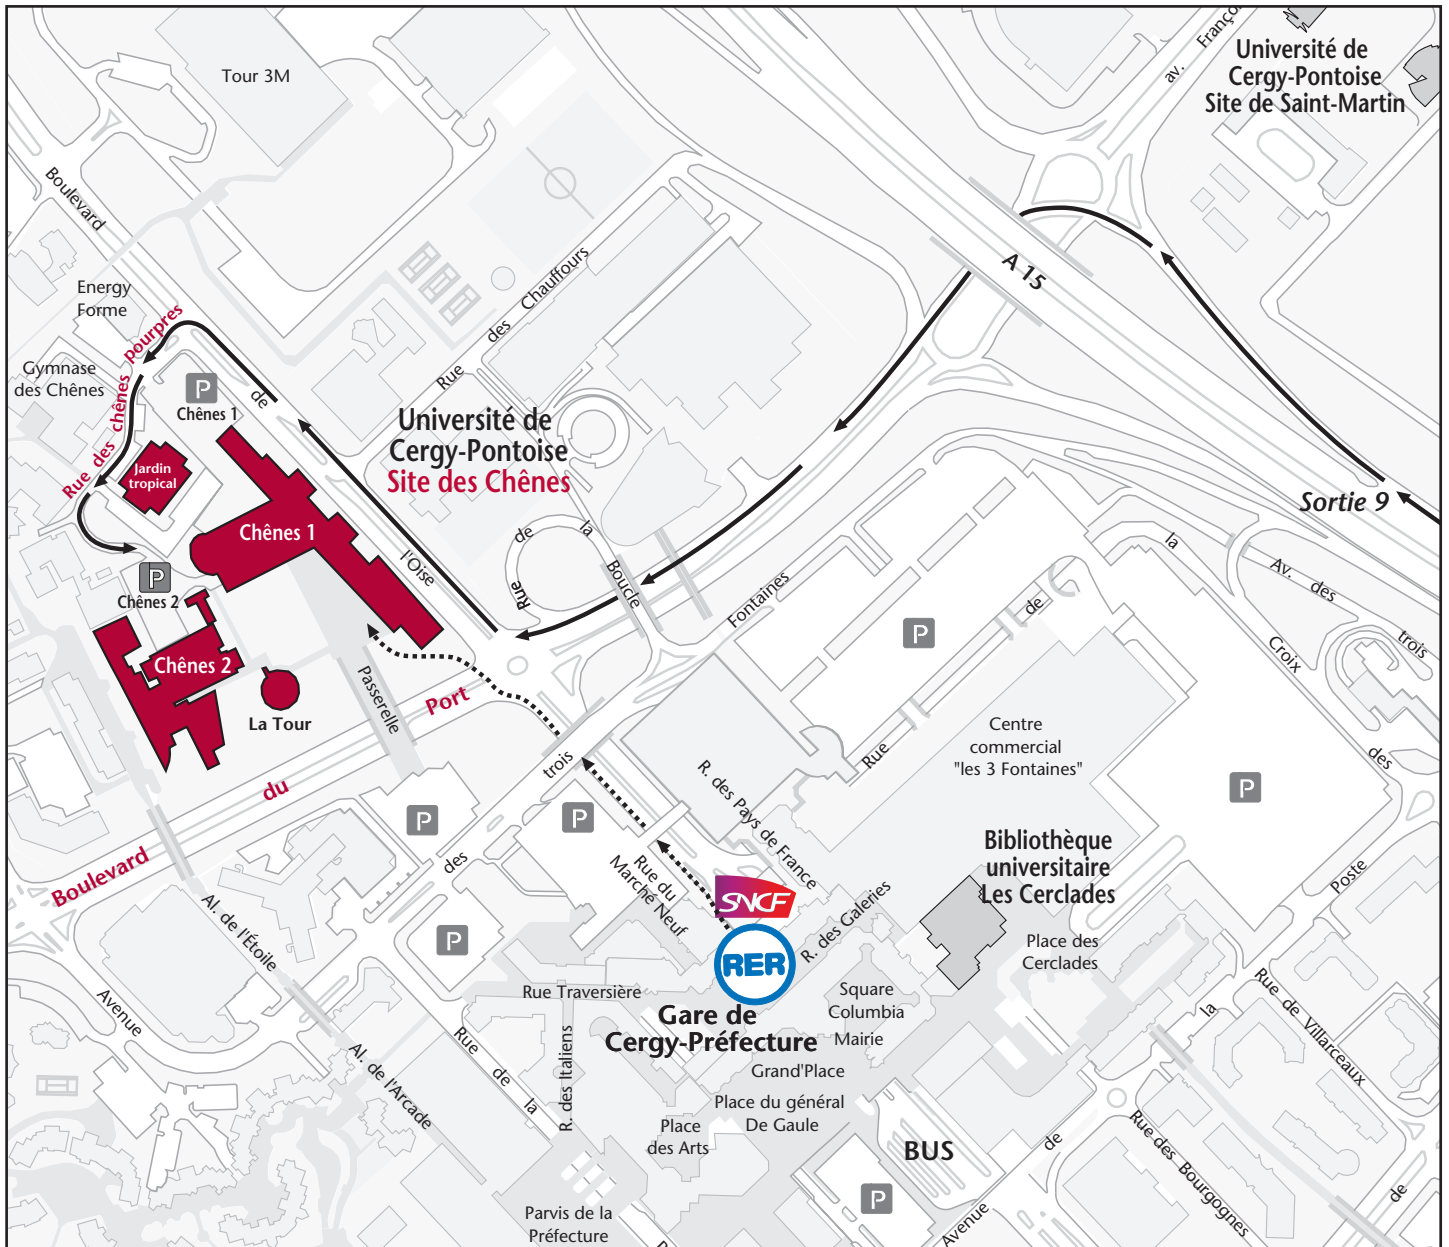 Tour 3M
av. Franço
Université de
Cergy-Pontoise
Site de Saint-Martin
Boulevard
Energy
Forme
Rue des chênes pourpres
Gymnase
des Chênes
P
Chênes 1
de
Rue des Chauffours
A 15
Université de
Cergy-Pontoise
Site des Chênes
Jardin
tropical
Chênes 1
l'Oise
Sortie 9
P
Chênes 2
Chênes 2
La Tour
Rue de la Boucle
Passerelle
Port
du
Boulevard
Fontaines
trois
des
P
Rue de
la
Croix
des
Av. des
trois
Centre
commercial
"les 3 Fontaines"
P
P
P
P
R. des Pays de France
Rue du
Marché Neuf
SNCF
RER
R. des Galeries
Gare de
Cergy-Préfecture
Bibliothèque
universitaire
Les Cerclades
Place des
Cerclades
Poste
la
de
Avenue
Rue de Villarceaux
Rue des Bourgognes
de
Square
Columbia
Mairie
Grand'Place
Place du général
De Gaule
Place
des Arts
BUS
P
Rue Traversière
R. des Italiens
Al. de l'Étoile
Avenue
Al. de l'Arcade
Rue
de
la
Parvis de la
Préfecture